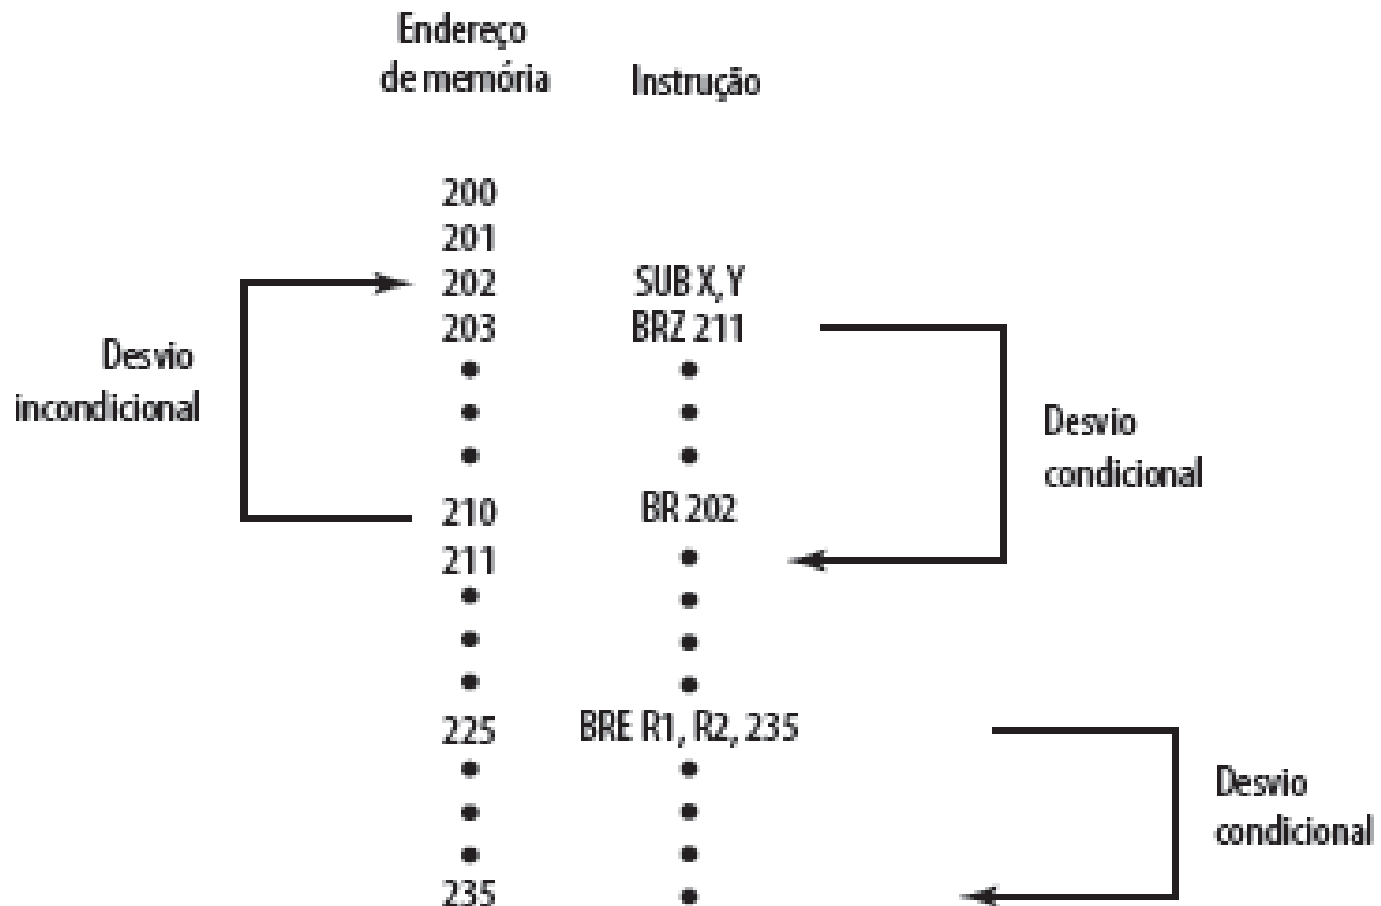 Endereço
de memória
Instrução
200
201
202 SUB X, Y
203 BRZ 211
Desvio
incondicional
Desvio
condicional
210 BR 202
211
225 BRE R1, R2, 235
Desvio
condicional
235